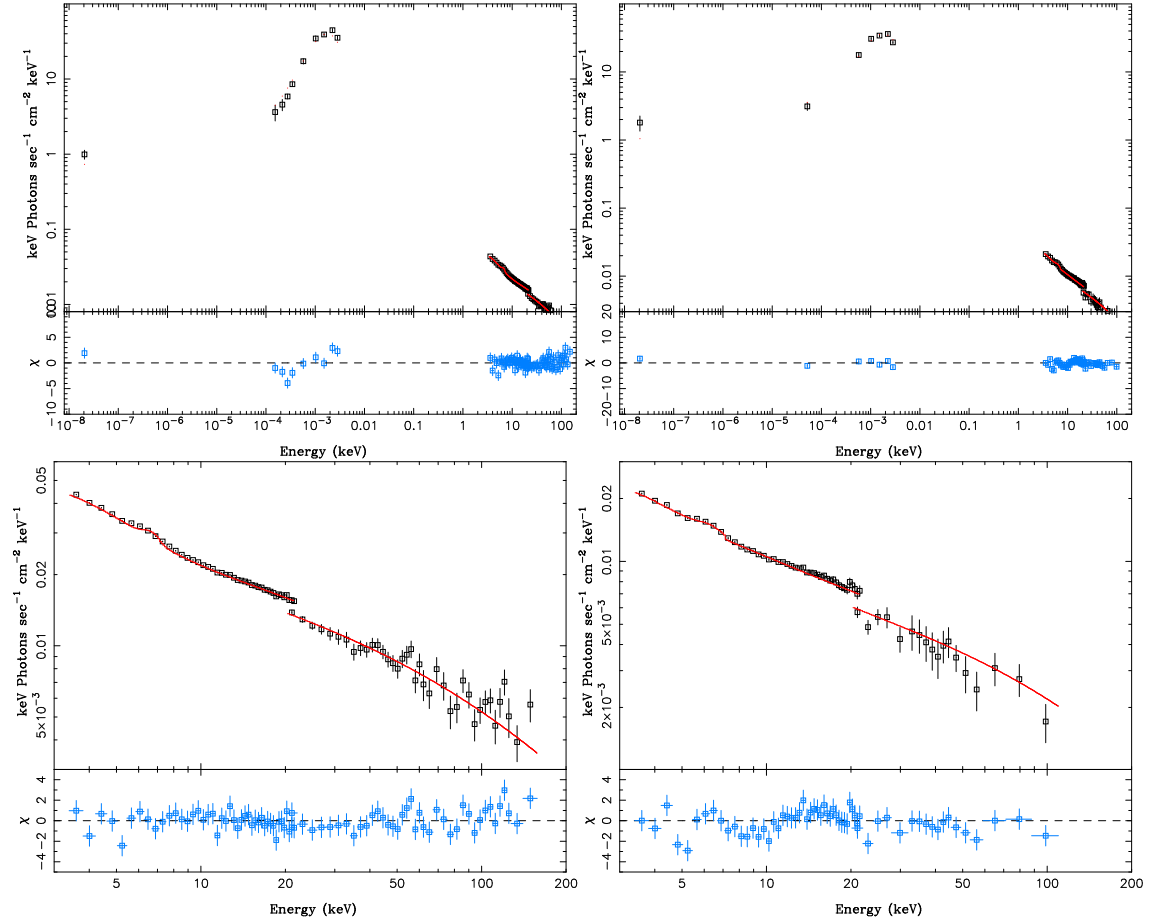 keV Photons sec⁻¹ cm⁻² keV⁻¹
10
1
0.1
001
χ
5
0
−5
−10
10⁻⁸ 10⁻⁷ 10⁻⁶ 10⁻⁵ 10⁻⁴ 10⁻³ 0.01 0.1 1 10 100
Energy (keV)
keV Photons sec⁻¹ cm⁻² keV⁻¹
10
1
0.1
0.01
χ
20
10
0
−10
−20
10⁻⁸ 10⁻⁷ 10⁻⁶ 10⁻⁵ 10⁻⁴ 10⁻³ 0.01 0.1 1 10 100
Energy (keV)
keV Photons sec⁻¹ cm⁻² keV⁻¹
0.05
0.02
0.01
5×10⁻³
χ
4
2
0
−2
−4
5 10 20 50 100 200
Energy (keV)
keV Photons sec⁻¹ cm⁻² keV⁻¹
0.02
0.01
5×10⁻³
2×10⁻³
χ
4
2
0
−2
−4
5 10 20 50 100 200
Energy (keV)